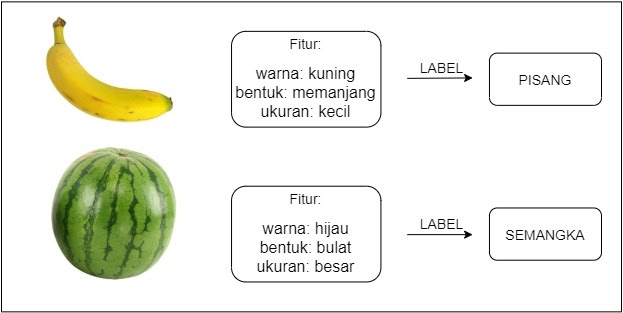 Fitur:
warna: kuning
bentuk: memanjang
ukuran: kecil
LABEL
PISANG
Fitur:
warna: hijau
bentuk: bulat
ukuran: besar
LABEL
SEMANGKA